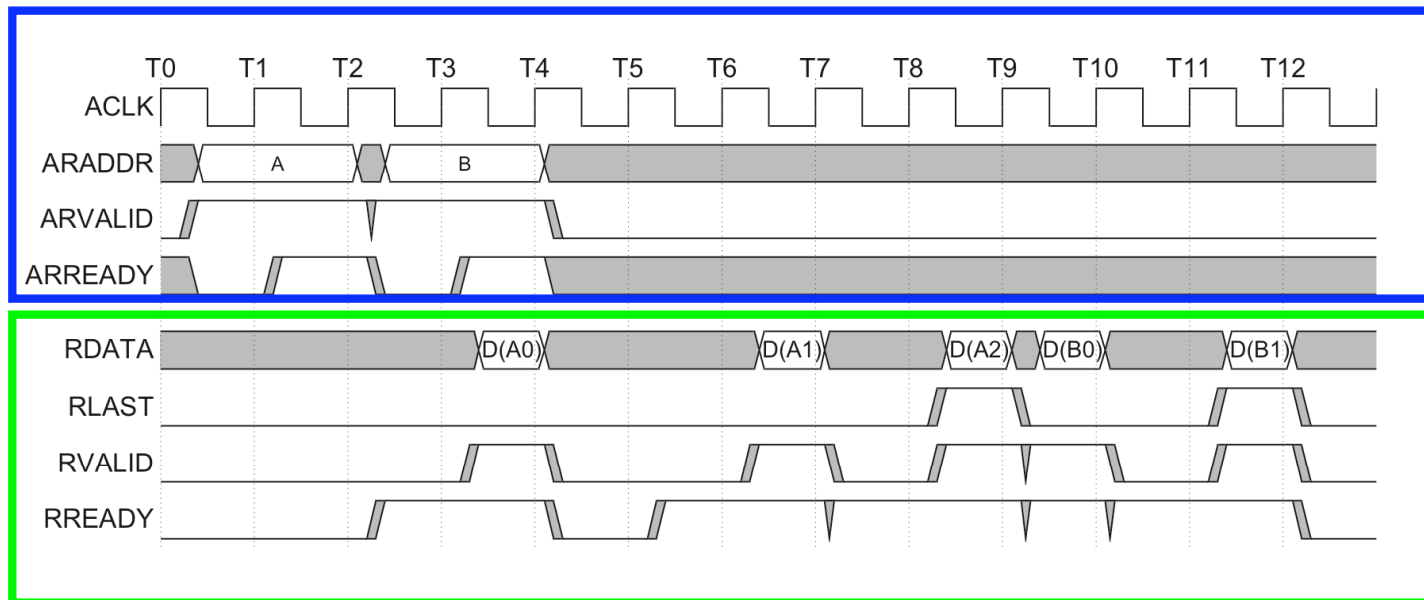 T0 T1 T2 T3 T4 T5 T6 T7 T8 T9 T10 T11 T12
ACLK
ARADDR A B
ARVALID
ARREADY
RDATA D(A0) D(A1) D(A2) D(B0) D(B1)
RLAST
RVALID
RREADY